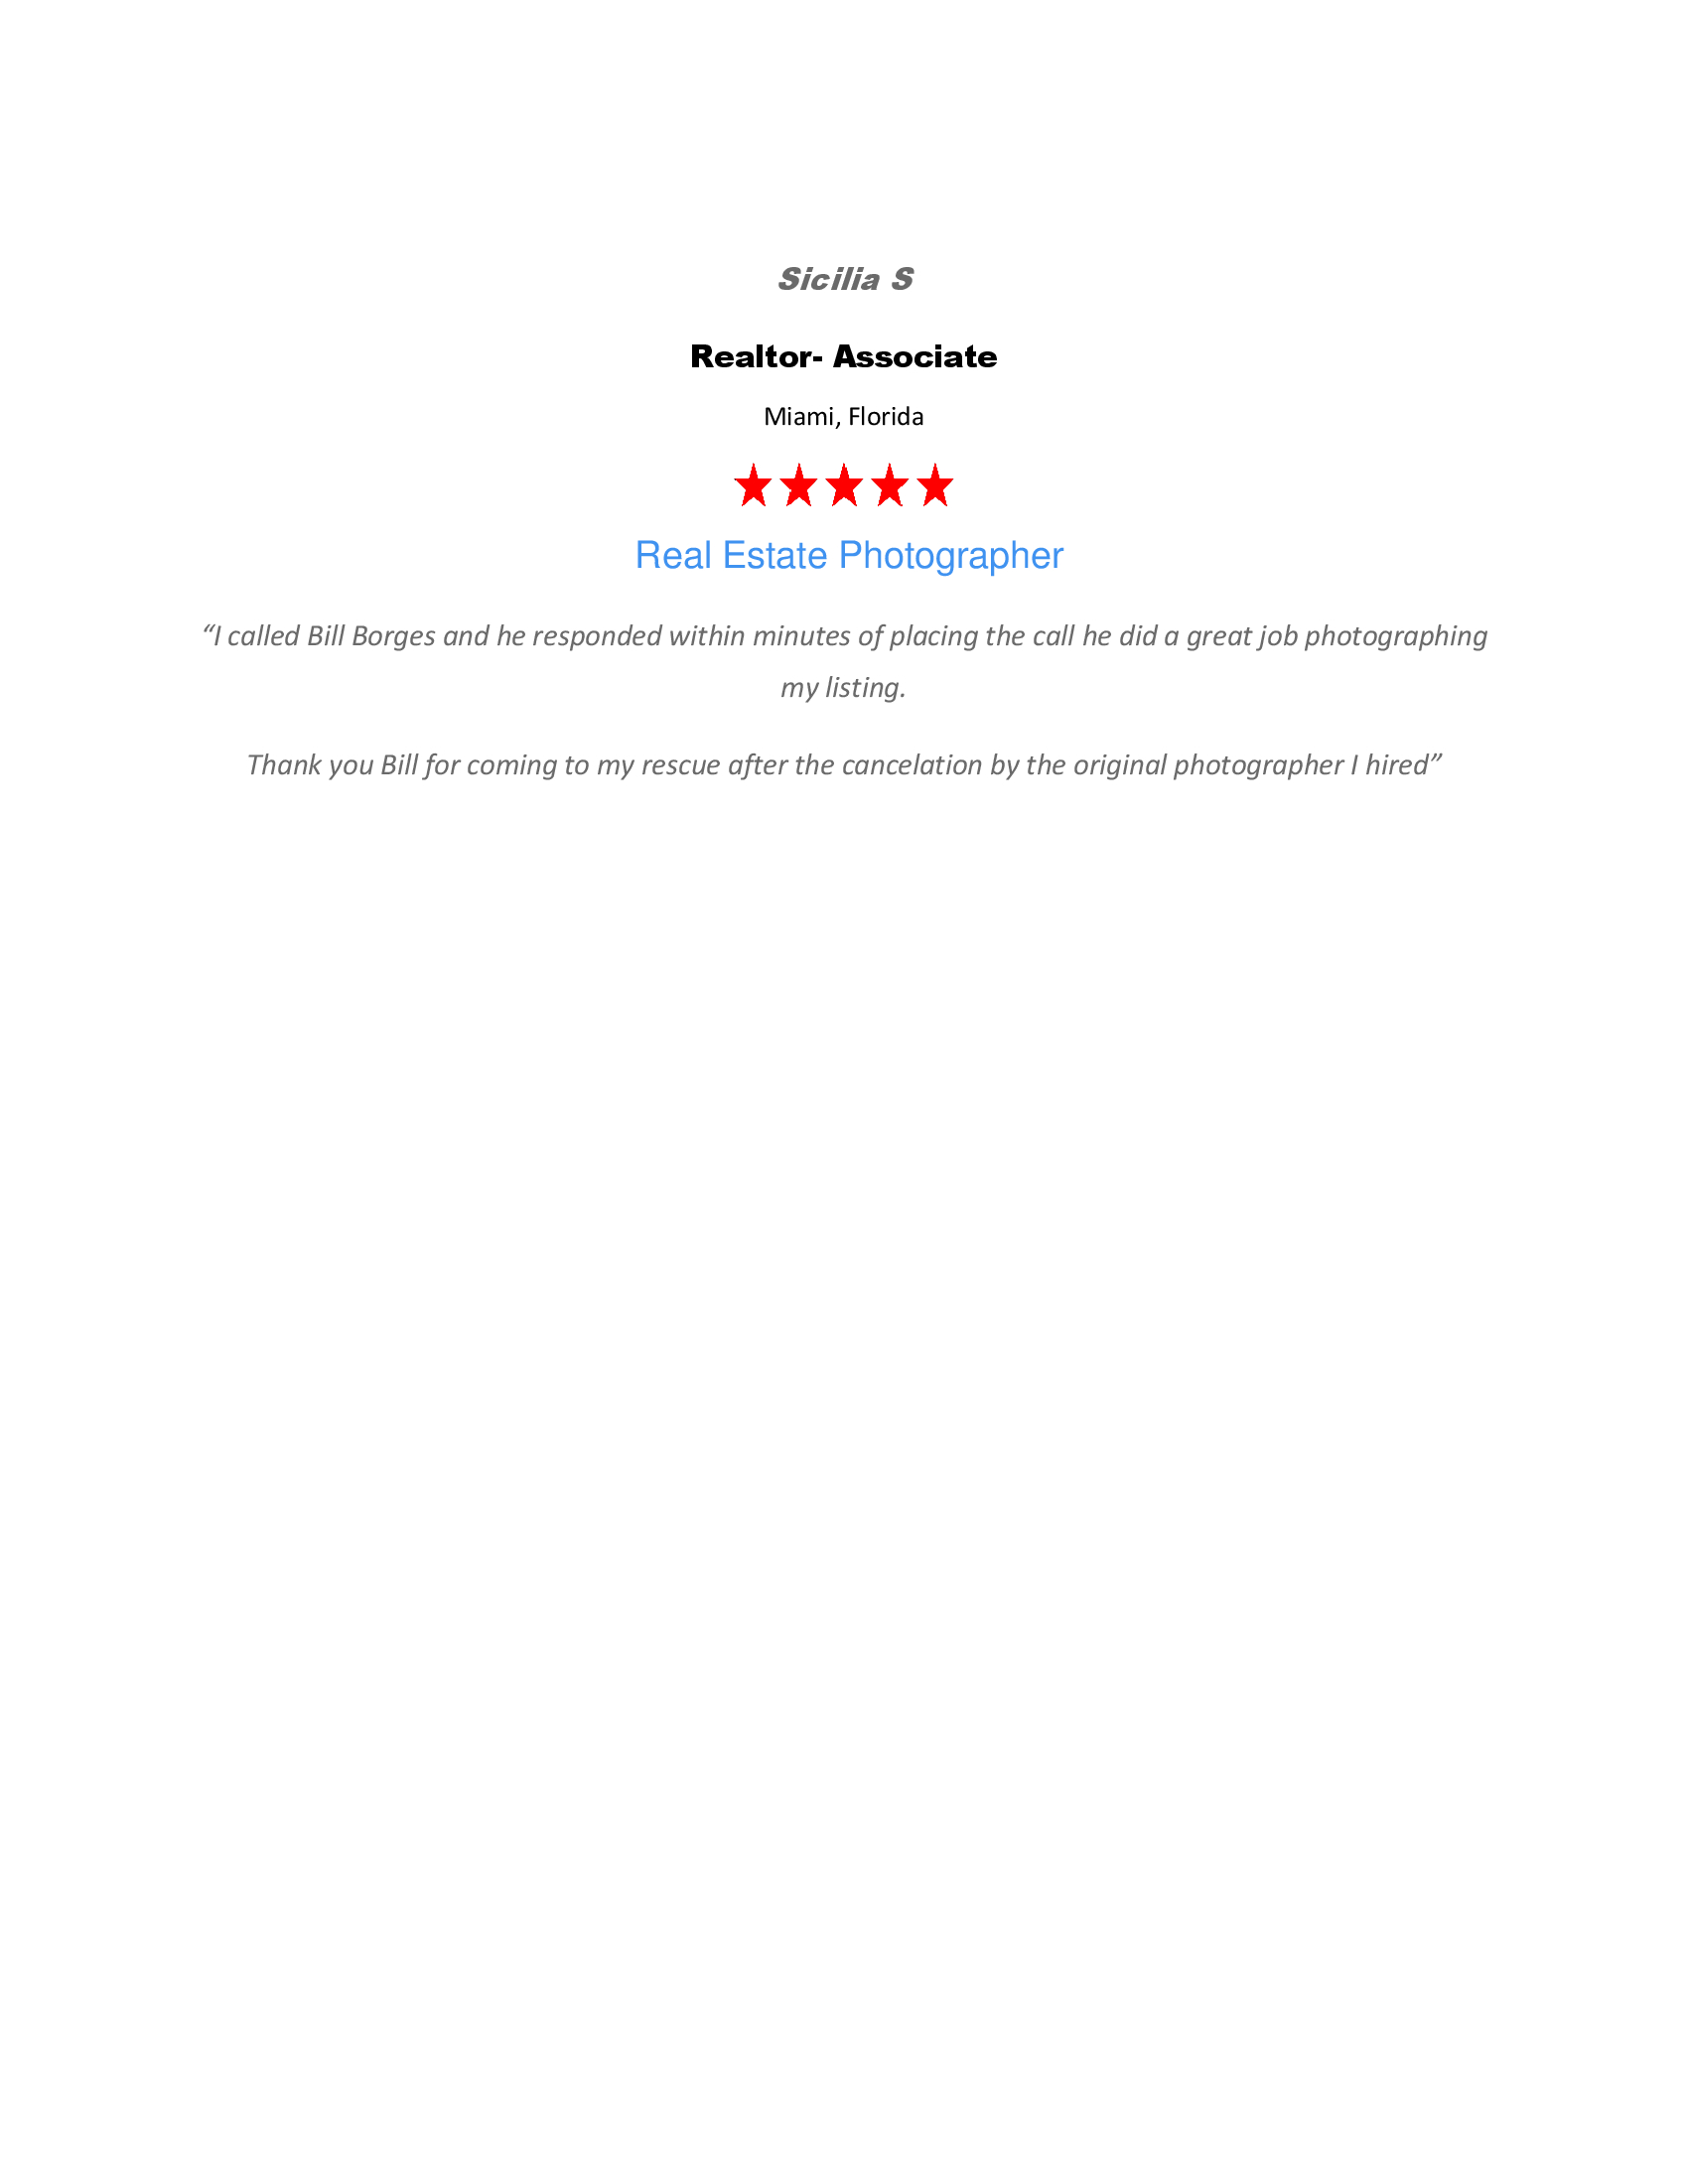 Sicilia S
Realtor- Associate
Miami, Florida
★★★★★
Real Estate Photographer
“I called Bill Borges and he responded within minutes of placing the call he did a great job photographing
my listing.
Thank you Bill for coming to my rescue after the cancelation by the original photographer I hired”